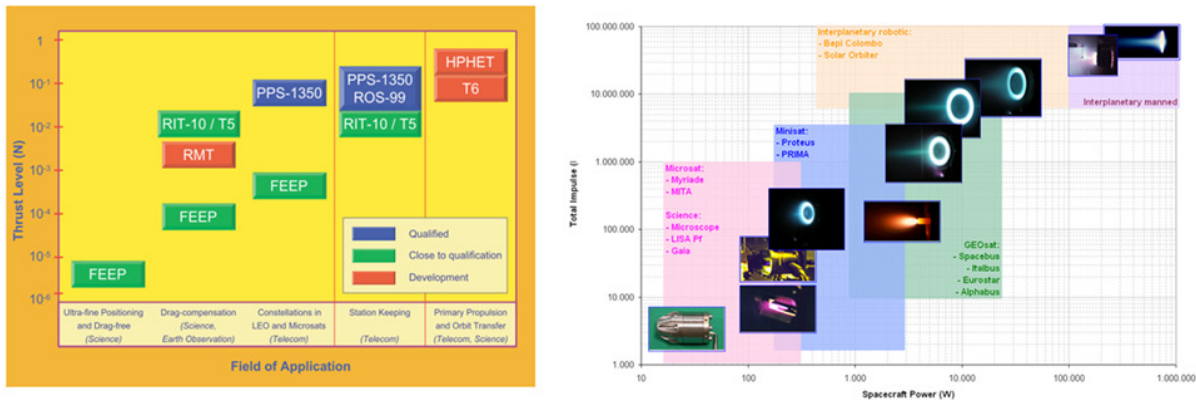 Thrust Level (N)
1
10-1
10-2
10-3
10-4
10-5
10-6
FEEP
RIT-10 / T5
RMT
FEEP
PPS-1350
FEEP
PPS-1350
ROS-99
RIT-10 / T5
HPHET
T6
Qualified
Close to qualification
Development
Ultra-fine Positioning
and Drag-free
(Science)
Drag-compensation
(Science,
Earth Observation)
Constellations in
LEO and Microsats
(Telecom)
Station Keeping
(Telecom)
Primary Propulsion
and Orbit Transfer
(Telecom, Science)
Field of Application
Total Impulse (I
100.000.000
10.000.000
1.000.000
100.000
10.000
1.000
Interplanetary robotic:
- Bepi Colombo
- Solar Orbiter
Interplanetary manned
Minisat:
- Proteus
- PRIMA
Microsat:
- Myriade
- MITA
Science:
- Microscope
- LISA Pf
- Gaia
GEOsat:
- Spacebus
- Italbus
- Eurostar
- Alphabus
10
100
1.000
10.000
100.000
1.000.000
Spacecraft Power (W)